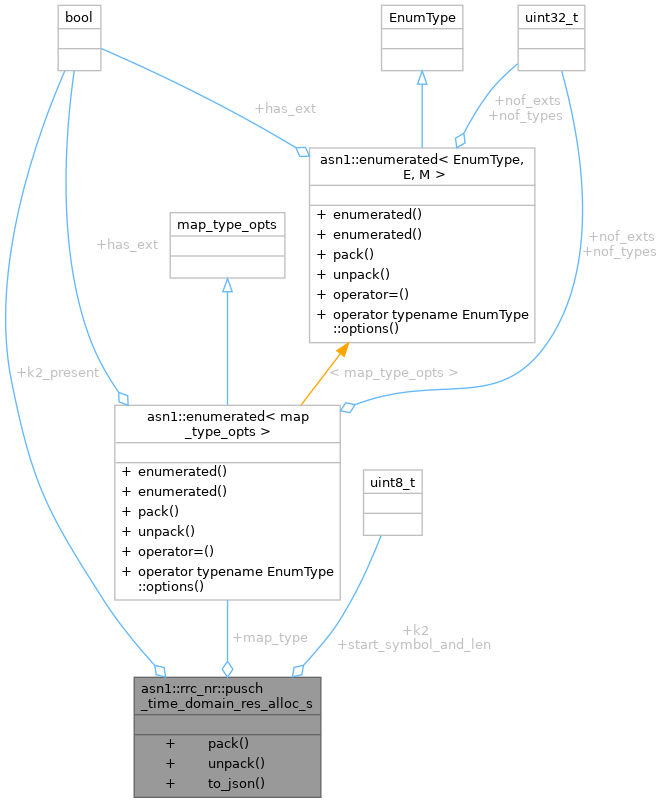 bool
EnumType
uint32_t
+has_ext
+nof_exts
+nof_types
asn1::enumerated< EnumType,
E, M >
+ enumerated()
+ enumerated()
+ pack()
+ unpack()
+ operator=()
+ operator typename EnumType
::options()
map_type_opts
+has_ext
+nof_exts
+nof_types
+k2_present
< map_type_opts >
asn1::enumerated< map
_type_opts >
+ enumerated()
+ enumerated()
+ pack()
+ unpack()
+ operator=()
+ operator typename EnumType
::options()
uint8_t
+map_type
+k2
+start_symbol_and_len
asn1::rrc_nr::pusch
_time_domain_res_alloc_s
+ pack()
+ unpack()
+ to_json()